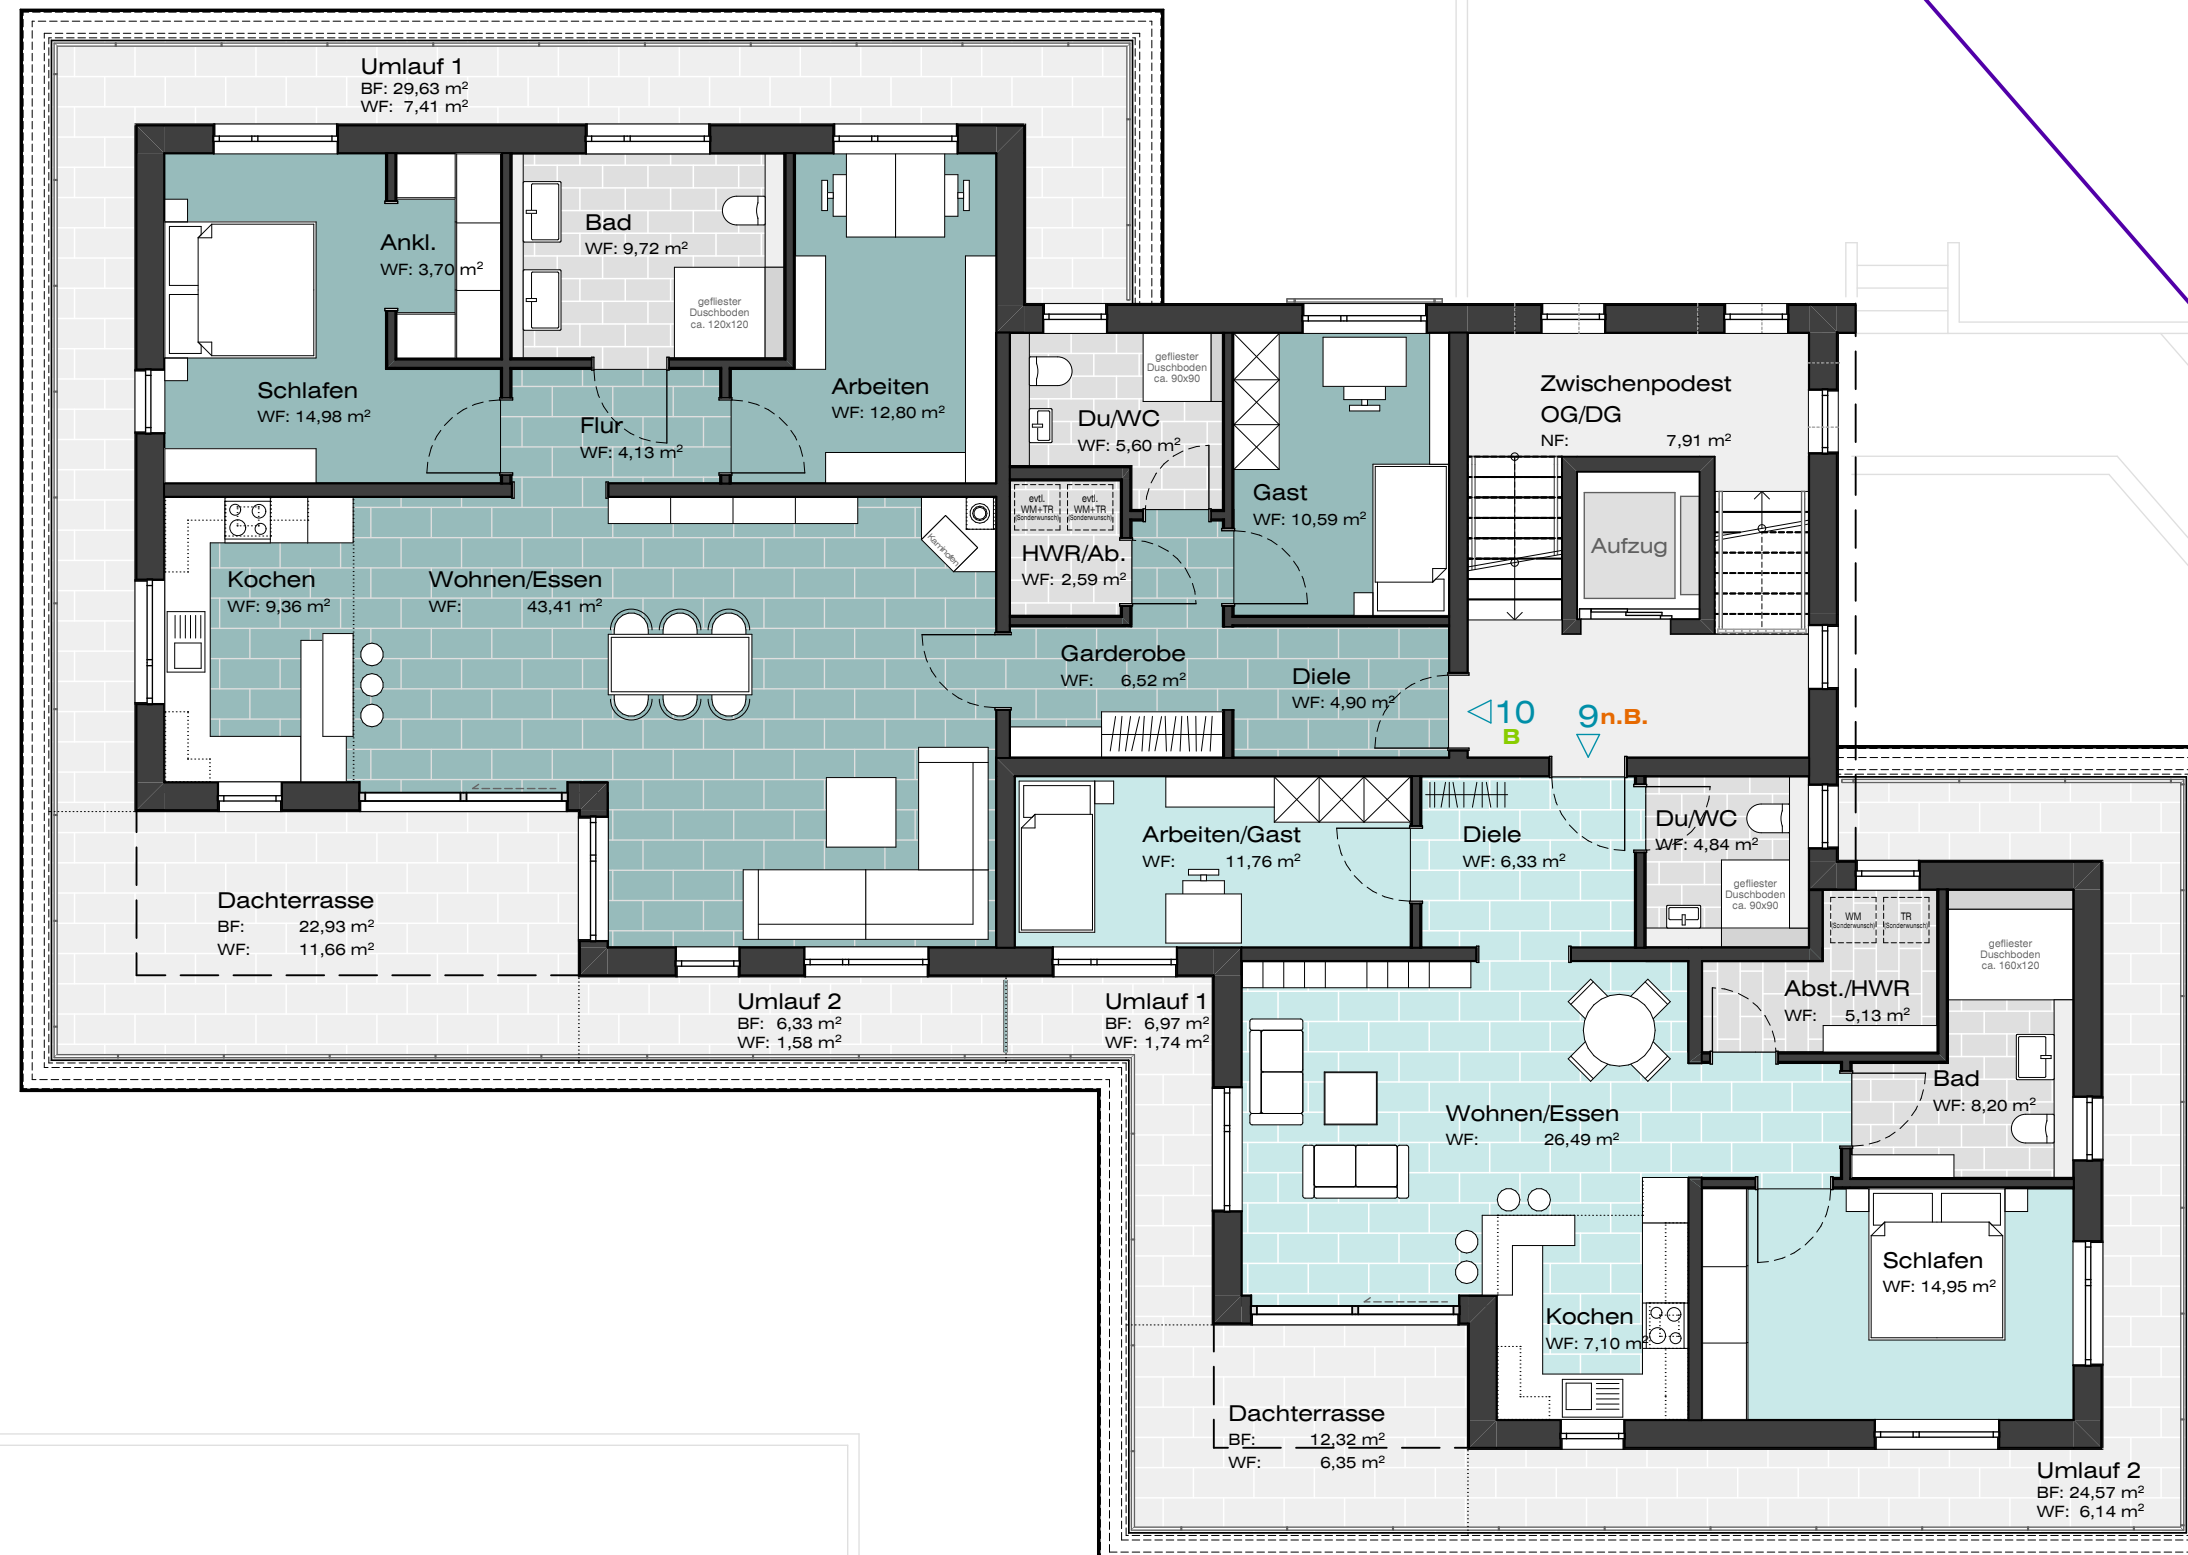 Umlauf 1
BF: 29,63 m²
WF: 7,41 m²
Ankl.
WF: 3,70 m²
Bad
WF: 9,72 m²
gefliester
Duschboden
ca. 120x120
Schlafen
WF: 14,98 m²
Flur
WF: 4,13 m²
Arbeiten
WF: 12,80 m²
gefliester
Duschboden
ca. 90x90
Du/WC
WF: 5,60 m²
Zwischenpodest
OG/DG
NF: 7,91 m²
evtl.
WM+TR
(Sonderwunsch)
evtl.
WM+TR
(Sonderwunsch)
Gast
WF: 10,59 m²
Aufzug
HWR/Ab.
WF: 2,59 m²
Kaminofen
Kochen
WF: 9,36 m²
Wohnen/Essen
WF: 43,41 m²
Garderobe
WF: 6,52 m²
Diele
WF: 4,90 m²
10
B
9 n.B.
Arbeiten/Gast
WF: 11,76 m²
Diele
WF: 6,33 m²
Du/WC
WF: 4,84 m²
gefliester
Duschboden
ca. 90x90
Dachterrasse
BF: 22,93 m²
WF: 11,66 m²
WM
(Sonderwunsch)
TR
(Sonderwunsch)
gefliester
Duschboden
ca. 160x120
Umlauf 2
BF: 6,33 m²
WF: 1,58 m²
Umlauf 1
BF: 6,97 m²
WF: 1,74 m²
Abst./HWR
WF: 5,13 m²
Bad
WF: 8,20 m²
Wohnen/Essen
WF: 26,49 m²
Schlafen
WF: 14,95 m²
Kochen
WF: 7,10 m²
Dachterrasse
BF: 12,32 m²
WF: 6,35 m²
Umlauf 2
BF: 24,57 m²
WF: 6,14 m²